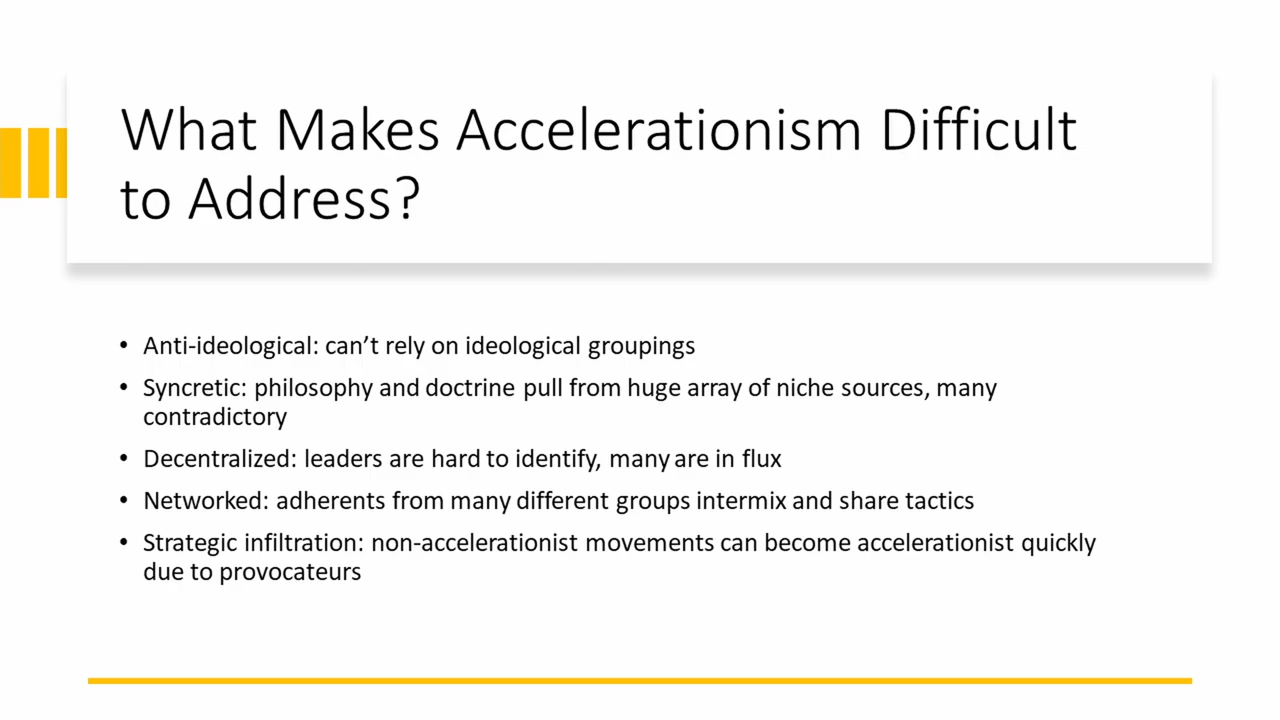 What Makes Accelerationism Difficult
to Address?
• Anti-ideological: can’t rely on ideological groupings
• Syncretic: philosophy and doctrine pull from huge array of niche sources, many
contradictory
• Decentralized: leaders are hard to identify, many are in flux
• Networked: adherents from many different groups intermix and share tactics
• Strategic infiltration: non-accelerationist movements can become accelerationist quickly
due to provocateurs